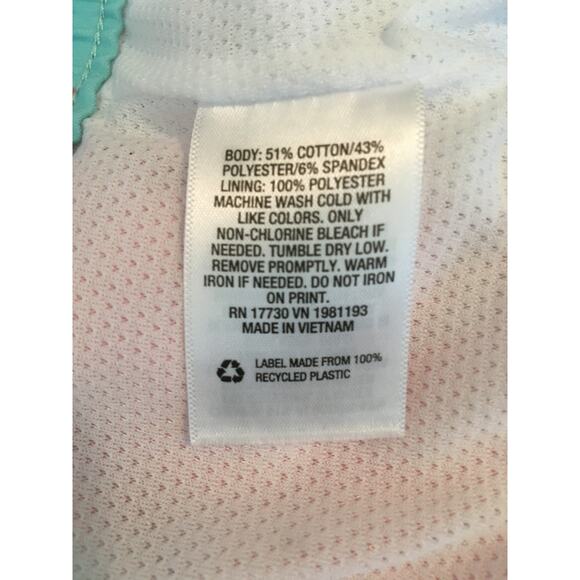 BODY: 51% COTTON/43%
POLYESTER/6% SPANDEX
LINING: 100% POLYESTER
MACHINE WASH COLD WITH
LIKE COLORS. ONLY
NON-CHLORINE BLEACH IF
NEEDED. TUMBLE DRY LOW.
REMOVE PROMPTLY. WARM
IRON IF NEEDED. DO NOT IRON
ON PRINT.
RN 17730 VN 1981193
MADE IN VIETNAM
LABEL MADE FROM 100%
RECYCLED PLASTIC